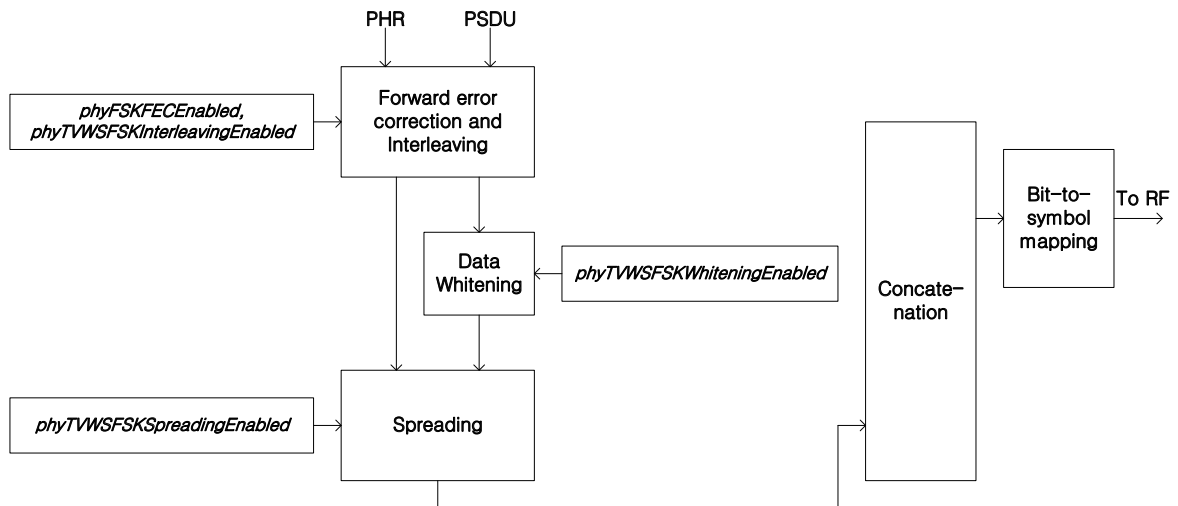 PHR
PSDU
phyFSKFECEnabled,
phyTVWSFSKInterleavingEnabled
Forward error
correction and
Interleaving
Data
Whitening
phyTVWSFSKWhiteningEnabled
phyTVWSFSKSpreadingEnabled
Spreading
Concate-
nation
Bit-to-
symbol
mapping
To RF